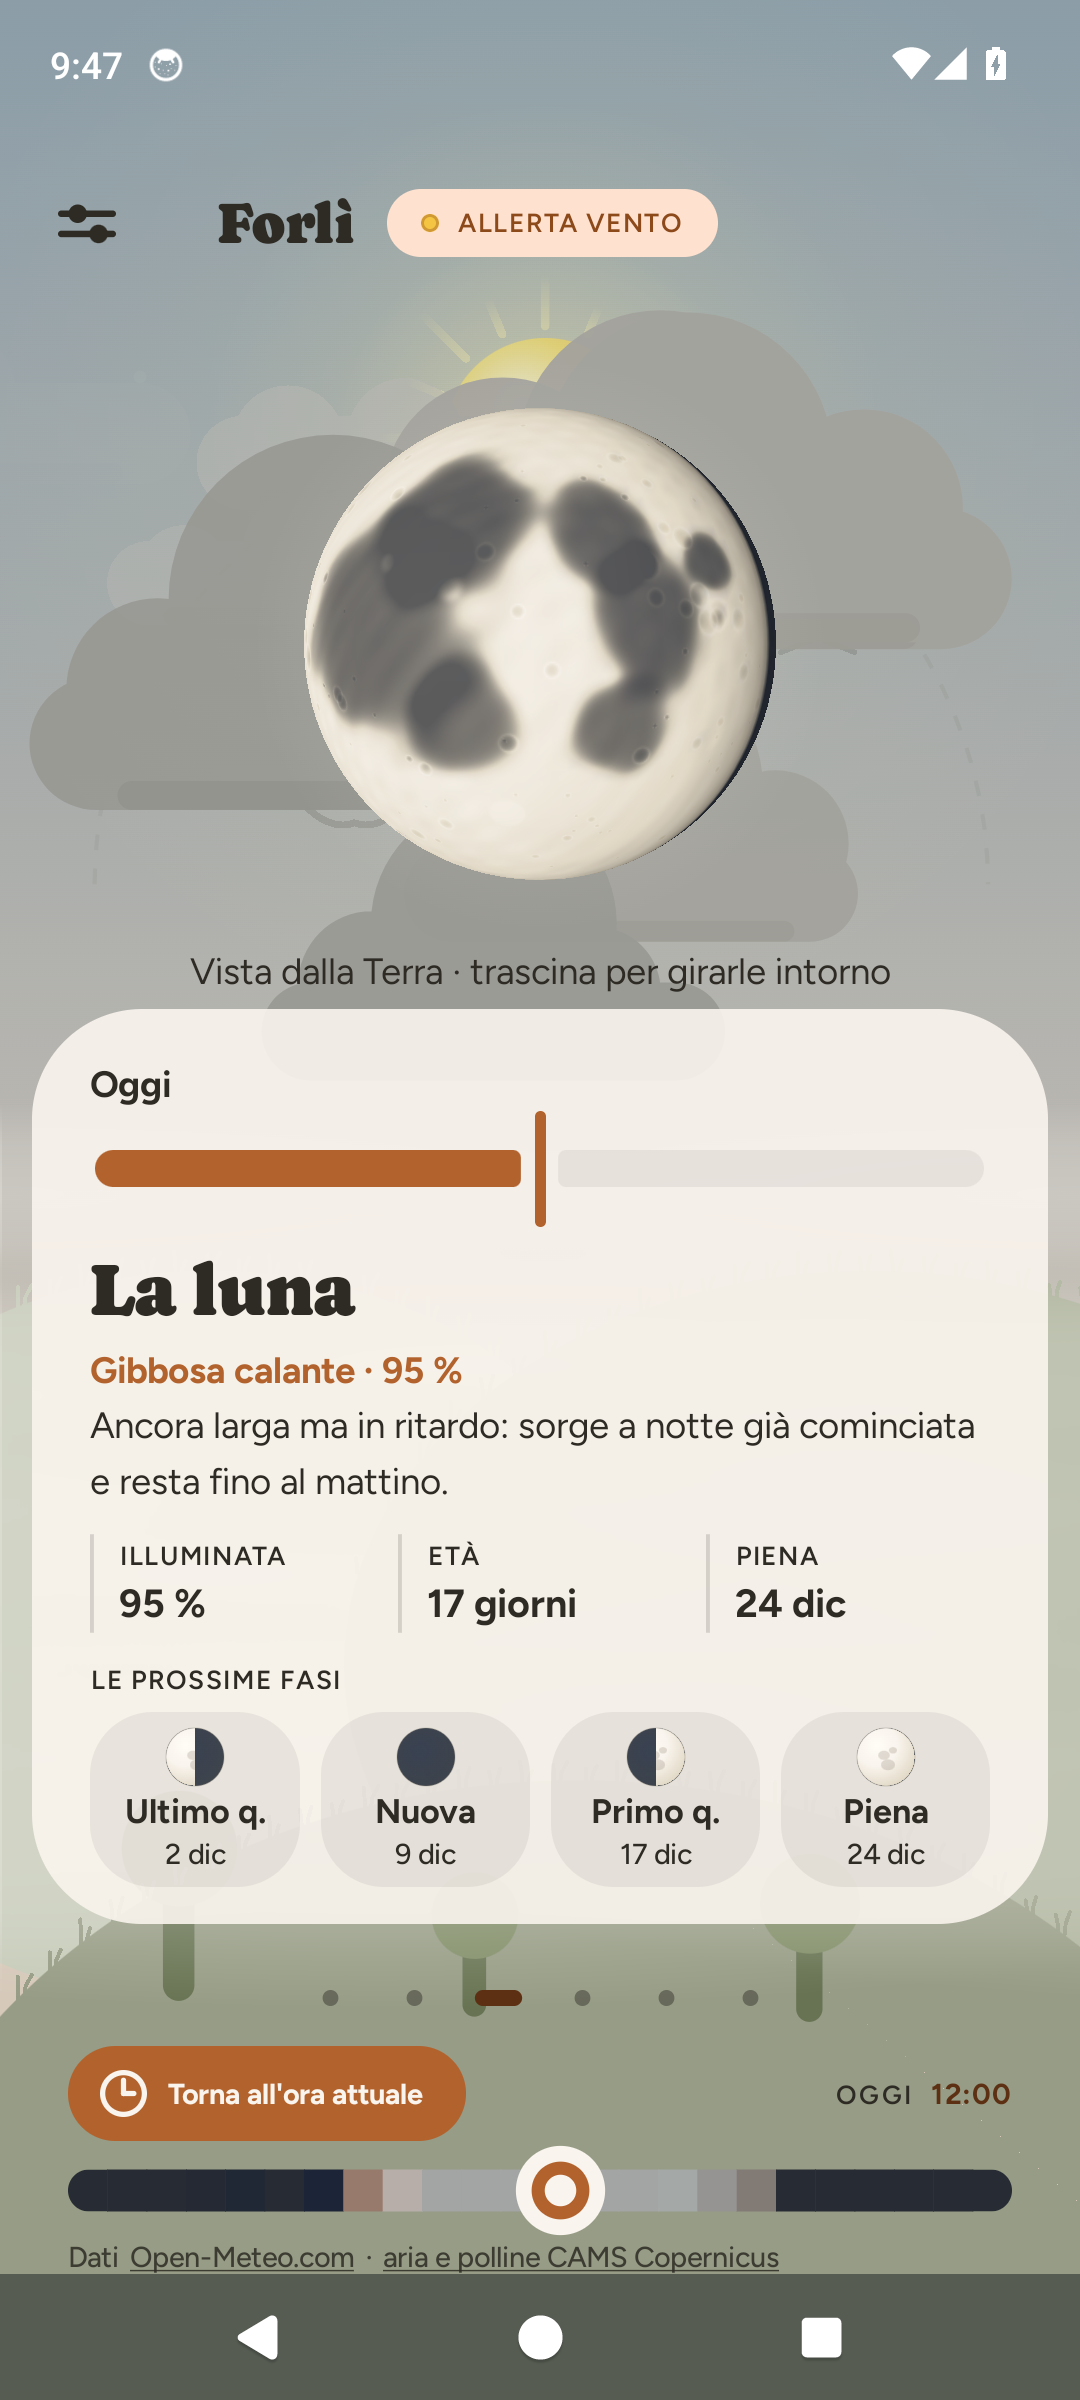 9:47
Forlì
ALLERTA VENTO
Vista dalla Terra · trascina per girarle intorno
Oggi
La luna
Gibbosa calante · 95 %
Ancora larga ma in ritardo: sorge a notte già cominciata
e resta fino al mattino.
ILLUMINATA ETÀ PIENA
95 % 17 giorni 24 dic
LE PROSSIME FASI
Ultimo q. Nuova Primo q. Piena
2 dic 9 dic 17 dic 24 dic
Torna all'ora attuale OGGI 12:00
Dati Open-Meteo.com · aria e polline CAMS Copernicus